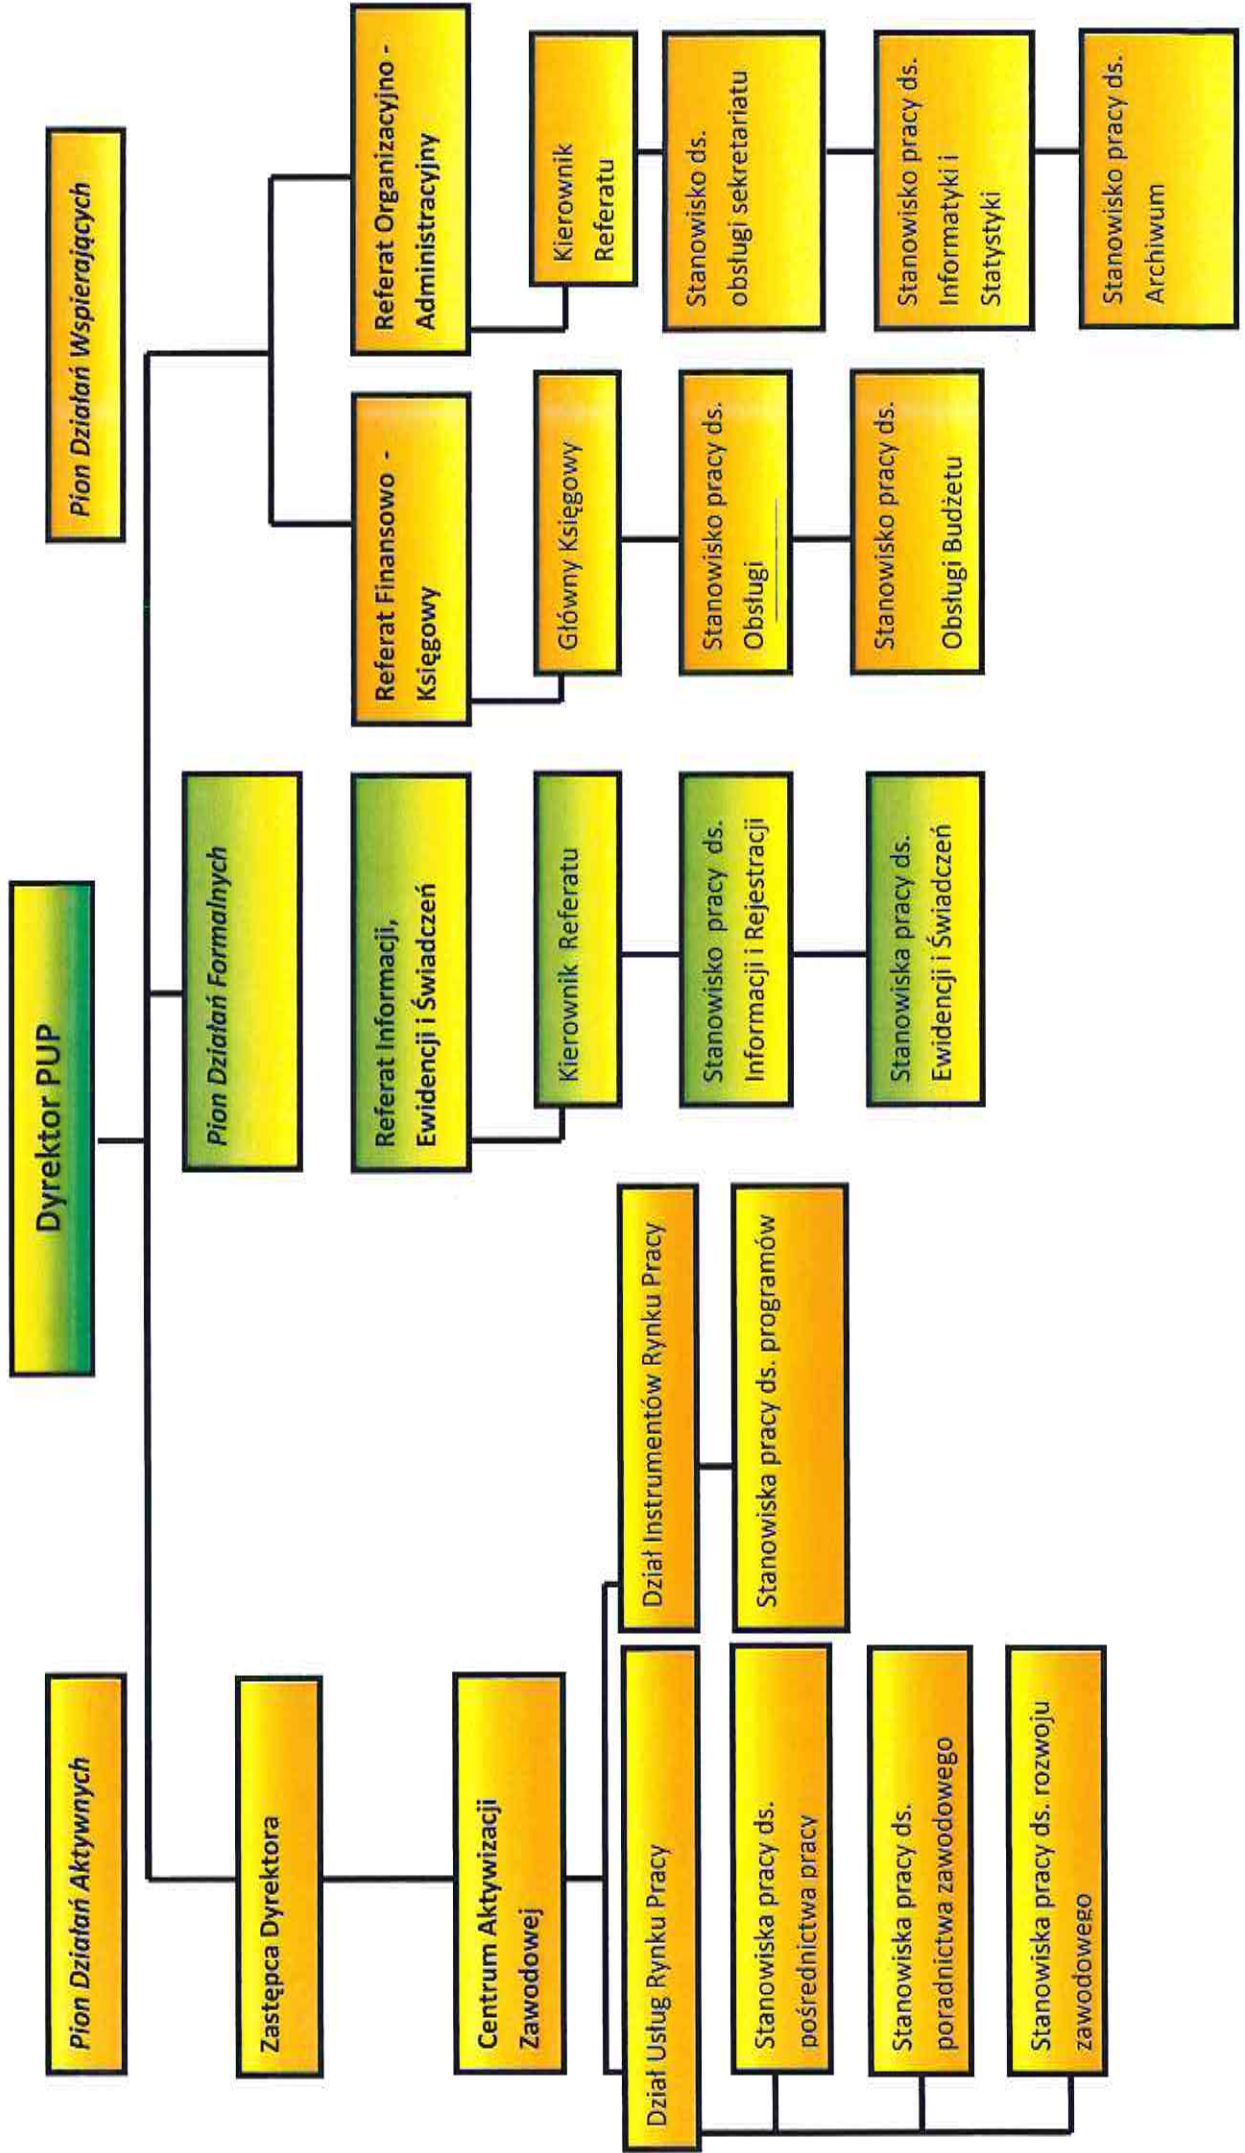 Dyrektor PUP
Pion Działań Aktywnych
Pion Działań Wspierających
Pion Działań Formalnych
Zastępca Dyrektora
Centrum Aktywizacji
Zawodowej
Dział Usług Rynku Pracy
Stanowiska pracy ds.
pośrednictwa pracy
Stanowiska pracy ds.
poradnictwa zawodowego
Stanowiska pracy ds. rozwoju
zawodowego
Dział Instrumentów Rynku Pracy
Stanowiska pracy ds. programów
Referat Informacji,
Ewidencji i Świadczeń
Kierownik Referatu
Stanowisko pracy ds.
Informacji i Rejestracji
Stanowiska pracy ds.
Ewidencji i Świadczeń
Referat Finansowo -
Księgowy
Główny Księgowy
Stanowisko pracy ds.
Obsługi
Stanowisko pracy ds.
Obsługi Budżetu
Referat Organizacyjno -
Administracyjny
Kierownik
Referatu
Stanowisko ds.
obsługi sekretariatu
Stanowisko pracy ds.
Informatyki i
Statystyki
Stanowisko pracy ds.
Archiwum